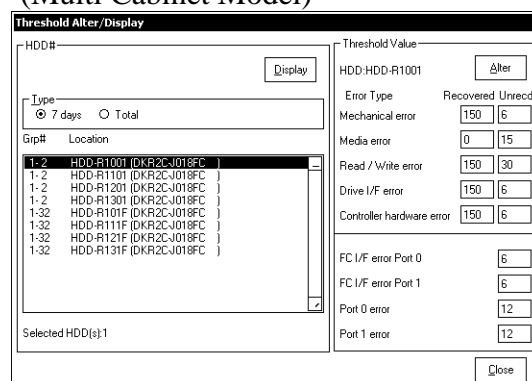 (Multi Cabinet Model)
Threshold Alter/Display
HDD#
Display
Type
7 days
Total
Grp#
Location
1- 2 HDD-R1001 (DKR2C-J018FC )
1- 2 HDD-R1101 (DKR2C-J018FC )
1- 2 HDD-R1201 (DKR2C-J018FC )
1- 2 HDD-R1301 (DKR2C-J018FC )
1-32 HDD-R101F (DKR2C-J018FC )
1-32 HDD-R111F (DKR2C-J018FC )
1-32 HDD-R121F (DKR2C-J018FC )
1-32 HDD-R131F (DKR2C-J018FC )
Selected HDD(s):1
Threshold Value
HDD:HDD-R1001
Alter
Error Type Recovered Unrecd
Mechanical error 150 6
Media error 0 15
Read / Write error 150 30
Drive I/F error 150 6
Controller hardware error 150 6
FC I/F error Port 0 6
FC I/F error Port 1 6
Port 0 error 12
Port 1 error 12
Close